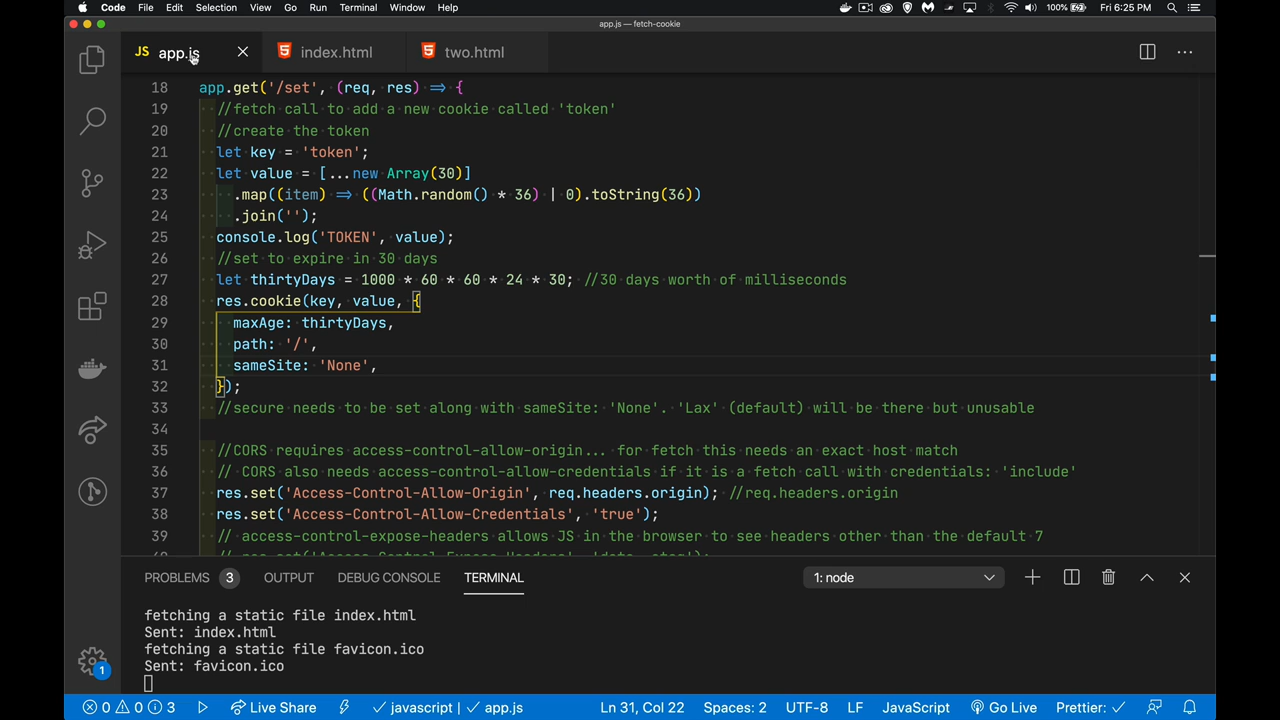 Code File Edit Selection View Go Run Terminal Window Help 100% Fri 6:25 PM
app.js — fetch-cookie
JS app.js index.html two.html
18 app.get('/set', (req, res) => {
19 //fetch call to add a new cookie called 'token'
20 //create the token
21 let key = 'token';
22 let value = [...new Array(30)]
23 .map((item) => ((Math.random() * 36) | 0).toString(36))
24 .join('');
25 console.log('TOKEN', value);
26 //set to expire in 30 days
27 let thirtyDays = 1000 * 60 * 60 * 24 * 30; //30 days worth of milliseconds
28 res.cookie(key, value, {
29 maxAge: thirtyDays,
30 path: '/',
31 sameSite: 'None',
32 });
33 //secure needs to be set along with sameSite: 'None'. 'Lax' (default) will be there but unusable
34
35 //CORS requires access-control-allow-origin... for fetch this needs an exact host match
36 // CORS also needs access-control-allow-credentials if it is a fetch call with credentials: 'include'
37 res.set('Access-Control-Allow-Origin', req.headers.origin); //req.headers.origin
38 res.set('Access-Control-Allow-Credentials', 'true');
39 // access-control-expose-headers allows JS in the browser to see headers other than the default 7
40 // res.set('Access-Control-Expose-Headers', 'date, etag');
PROBLEMS 3 OUTPUT DEBUG CONSOLE TERMINAL 1: node
fetching a static file index.html
Sent: index.html
fetching a static file favicon.ico
Sent: favicon.ico
1
0 0 3 Live Share javascript | app.js Ln 31, Col 22 Spaces: 2 UTF-8 LF JavaScript Go Live Prettier: